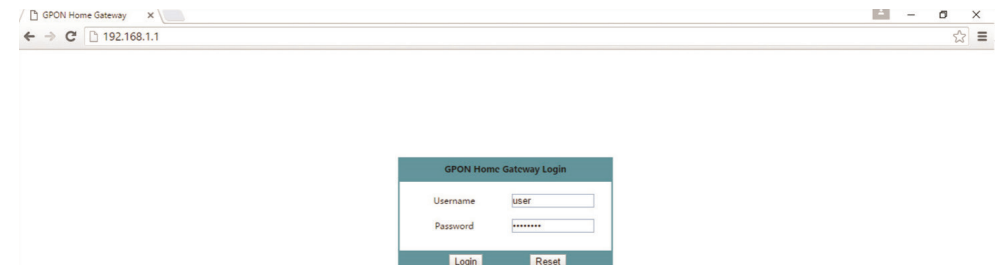 GPON Home Gateway
192.168.1.1
GPON Home Gateway Login
Username user
Password ••••••••
Login Reset